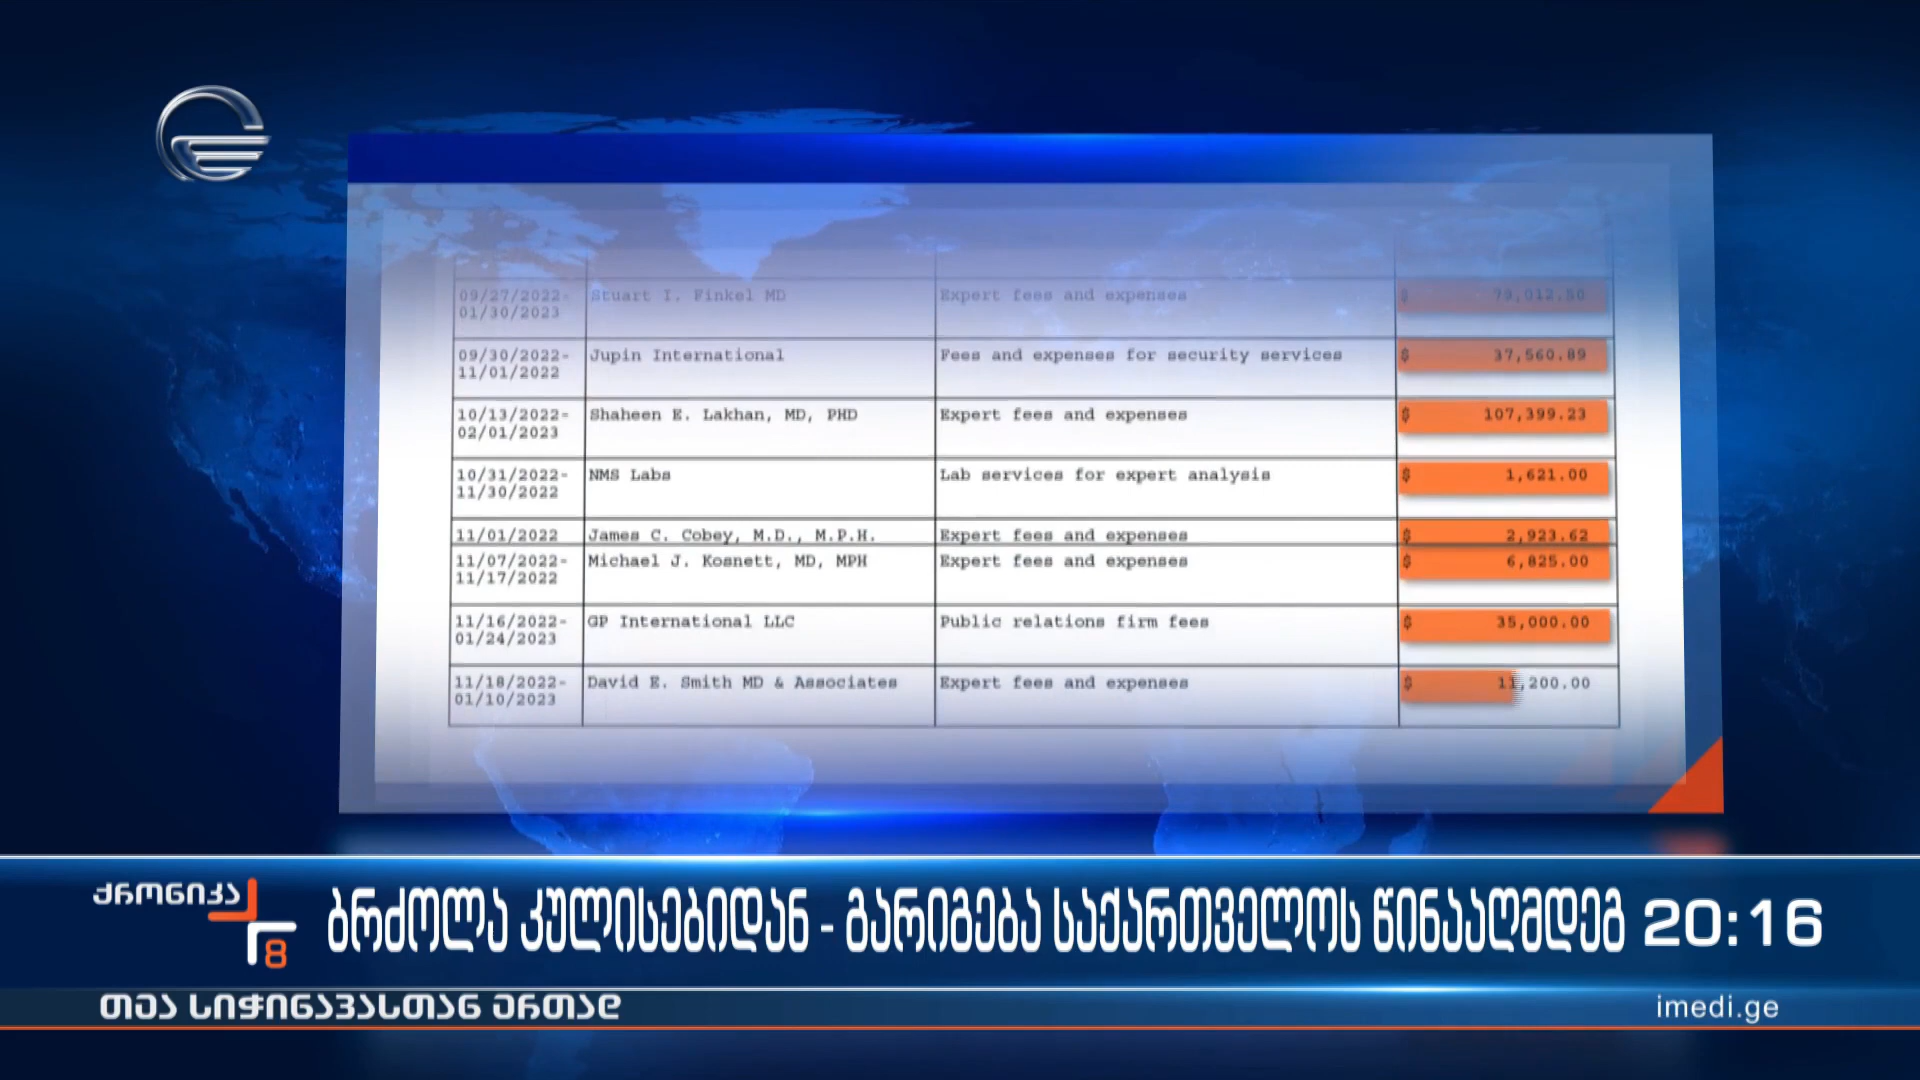 09/27/2022- Stuart I. Finkel MD Expert fees and expenses $ 79,012.50
01/30/2023
09/30/2022- Jupin International Fees and expenses for security services $ 37,560.89
11/01/2022
10/13/2022- Shaheen E. Lakhan, MD, PHD Expert fees and expenses $ 107,399.23
02/01/2023
10/31/2022- NMS Labs Lab services for expert analysis $ 1,621.00
11/30/2022
11/01/2022 James C. Cobey, M.D., M.P.H. Expert fees and expenses $ 2,923.62
11/07/2022- Michael J. Kosnett, MD, MPH Expert fees and expenses $ 6,825.00
11/17/2022
11/16/2022- GP International LLC Public relations firm fees $ 35,000.00
01/24/2023
11/18/2022- David E. Smith MD & Associates Expert fees and expenses $ 11,200.00
01/10/2023
ქრონიკა
8
ბრძოლა კულისებიდან - გარიგება საქართველოს წინააღმდეგ 20:16
თეა სიჭინავასთან ერთად
imedi.ge